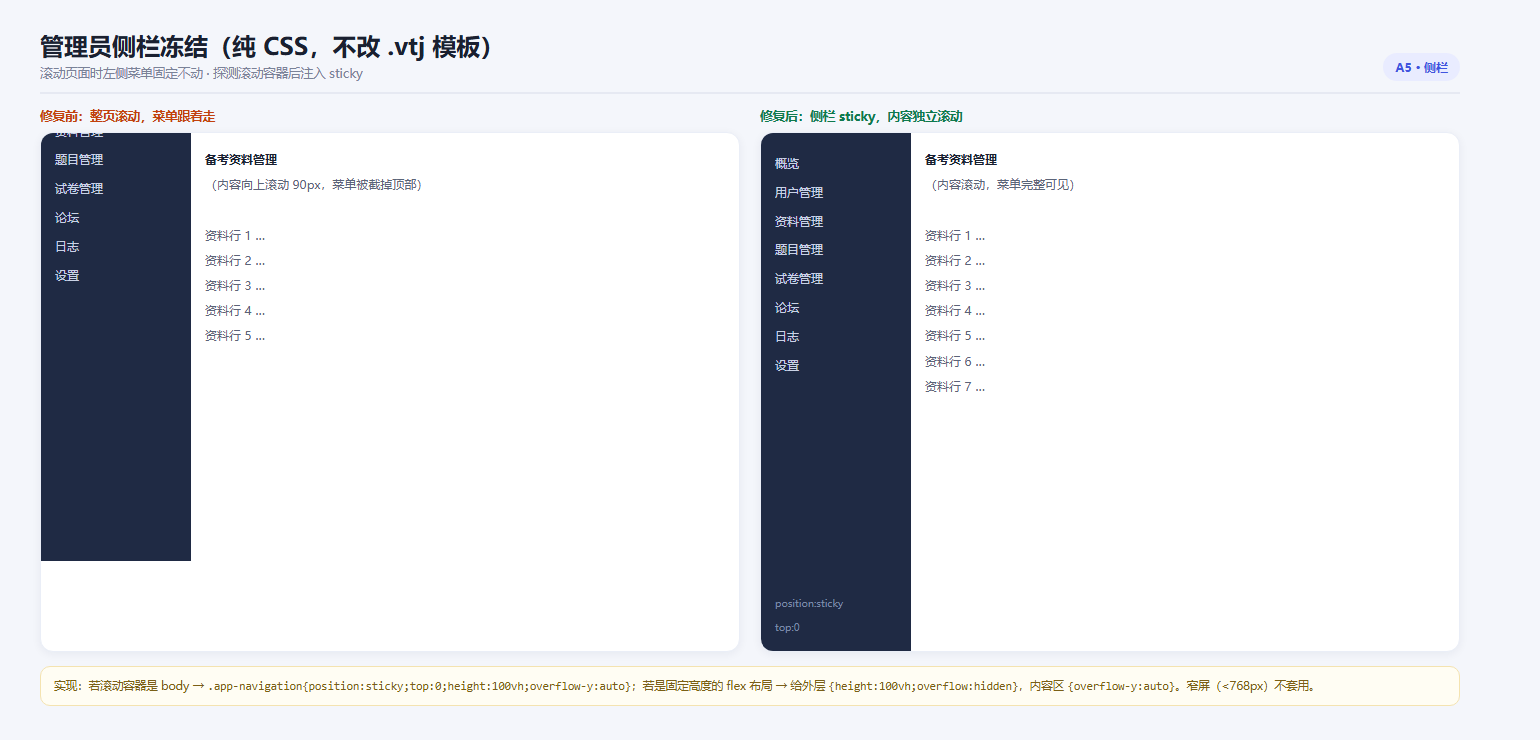 管理员侧栏冻结（纯 CSS，不改 .vtj 模板）
滚动页面时左侧菜单固定不动 · 探测滚动容器后注入 sticky
A5 · 侧栏
修复前：整页滚动，菜单跟着走
资料管理
题目管理
试卷管理
论坛
日志
设置
备考资料管理
（内容向上滚动 90px，菜单被截掉顶部）
资料行 1 ...
资料行 2 ...
资料行 3 ...
资料行 4 ...
资料行 5 ...
修复后：侧栏 sticky，内容独立滚动
概览
用户管理
资料管理
题目管理
试卷管理
论坛
日志
设置
position:sticky
top:0
备考资料管理
（内容滚动，菜单完整可见）
资料行 1 ...
资料行 2 ...
资料行 3 ...
资料行 4 ...
资料行 5 ...
资料行 6 ...
资料行 7 ...
实现：若滚动容器是 body → .app-navigation{position:sticky;top:0;height:100vh;overflow-y:auto}；若是固定高度的 flex 布局 → 给外层 {height:100vh;overflow:hidden}，内容区 {overflow-y:auto}。窄屏（<768px）不套用。